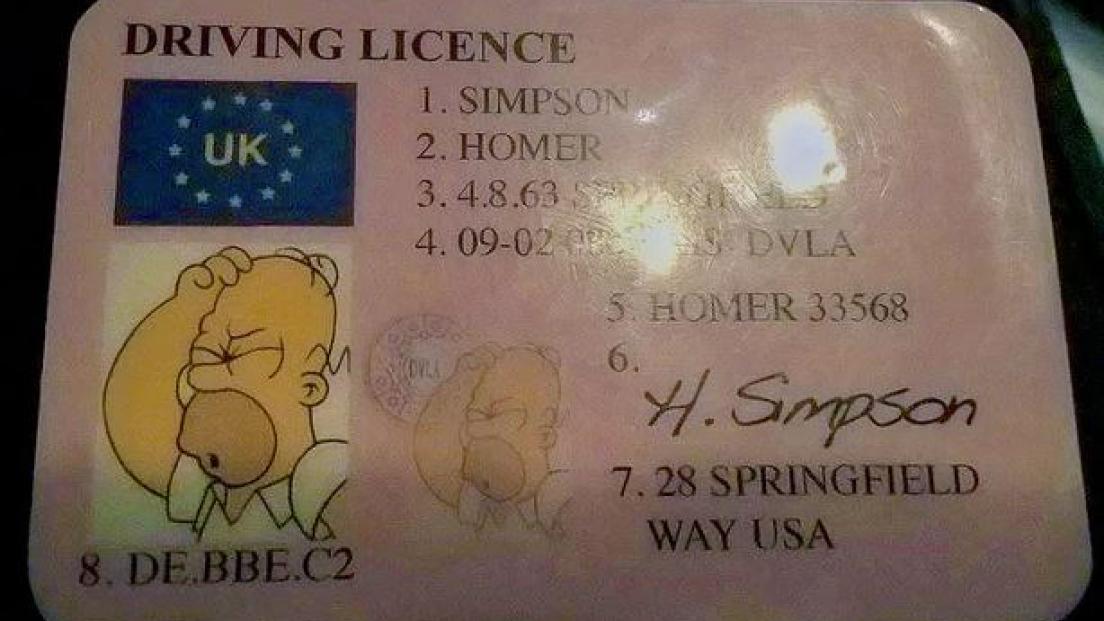 DRIVING LICENCE
UK
1. SIMPSON
2. HOMER
3. 4.8.63
4. 09-02 DVLA
5. HOMER 33568
DVLA
6.
H. Simpson
7. 28 SPRINGFIELD
WAY USA
8. DE.BBE.C2